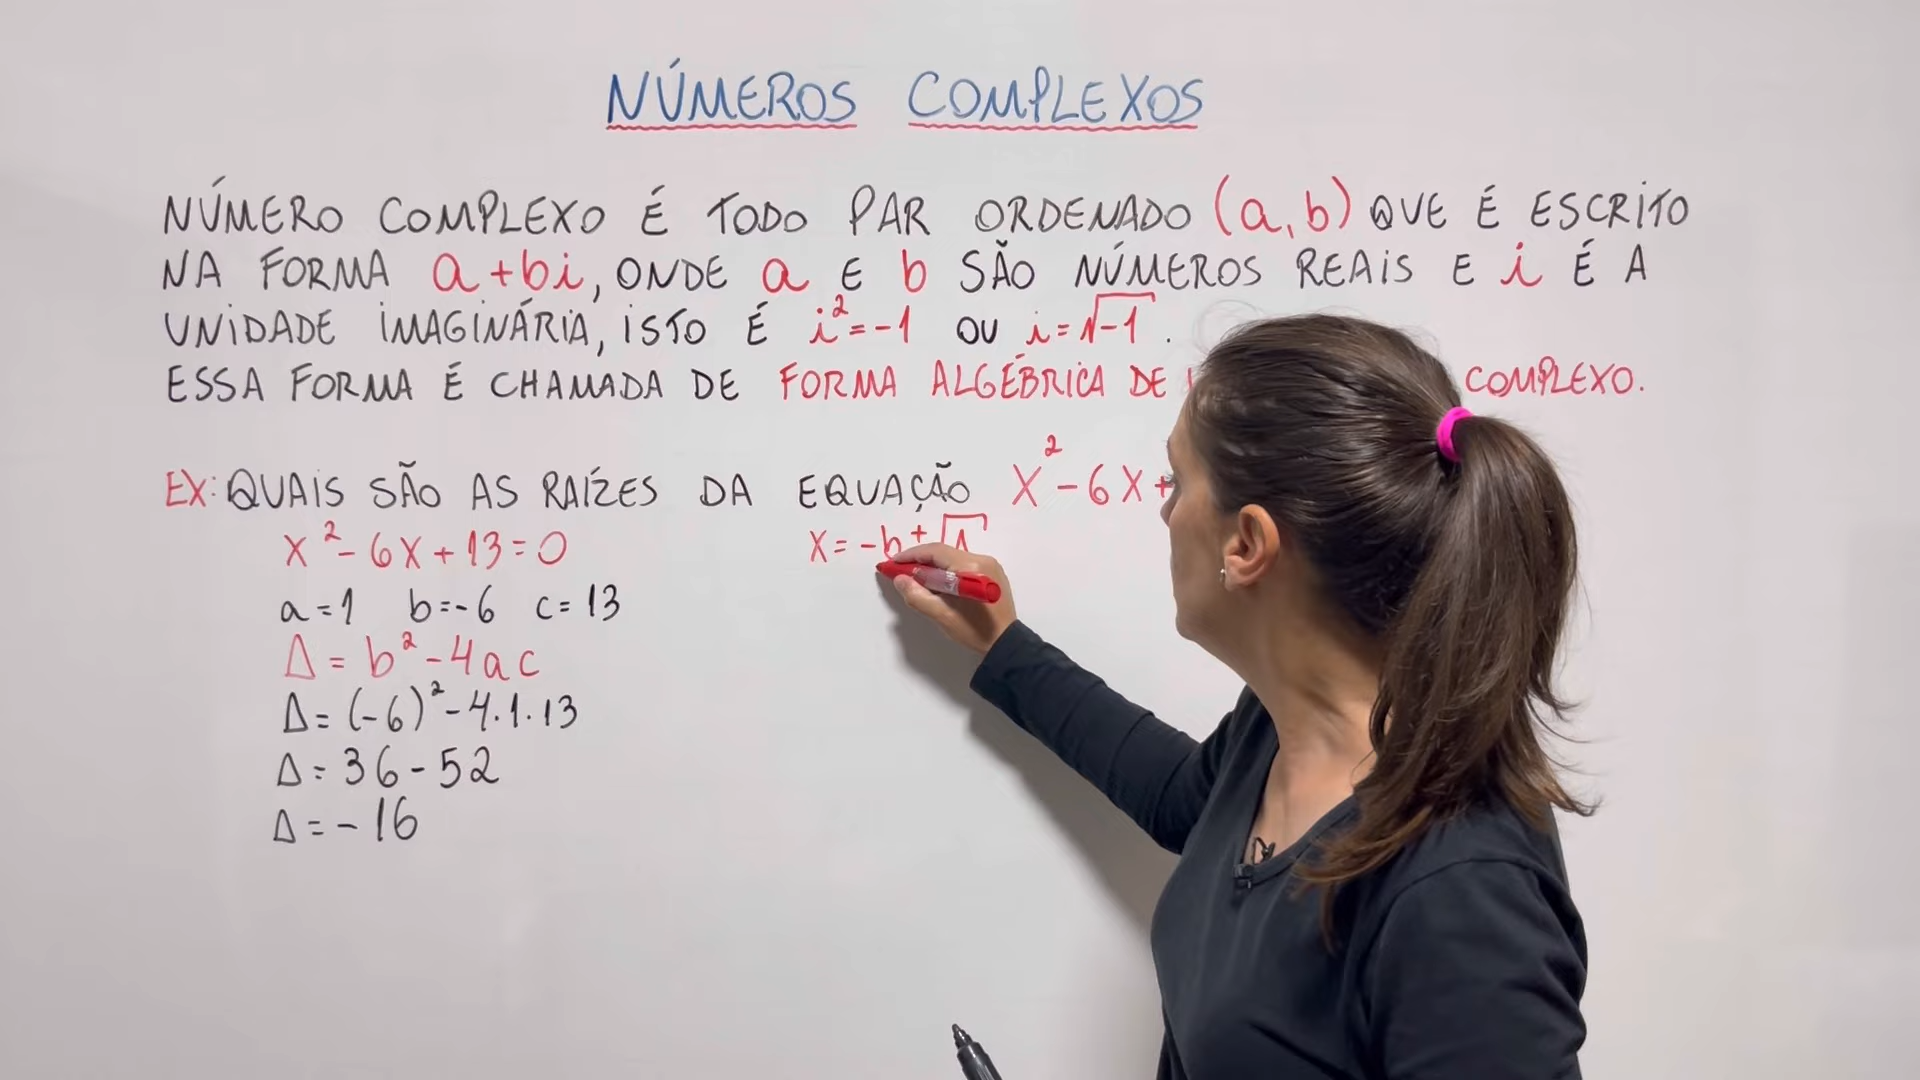 NÚMEROS COMPLEXOS
NÚMERO COMPLEXO É TODO PAR ORDENADO (a,b) QUE É ESCRITO
NA FORMA a+bi, ONDE a E b SÃO NÚMEROS REAIS E i É A
UNIDADE IMAGINÁRIA, ISTO É i²=-1 OU i=√-1.
ESSA FORMA É CHAMADA DE FORMA ALGÉBRICA DE COMPLEXO.
EX: QUAIS SÃO AS RAÍZES DA EQUAÇÃO X²-6X+
X²-6X+13=0
a=1 b=-6 c=13
Δ=b²-4ac
Δ=(-6)²-4.1.13
Δ=36-52
Δ=-16
X=-b±√Δ